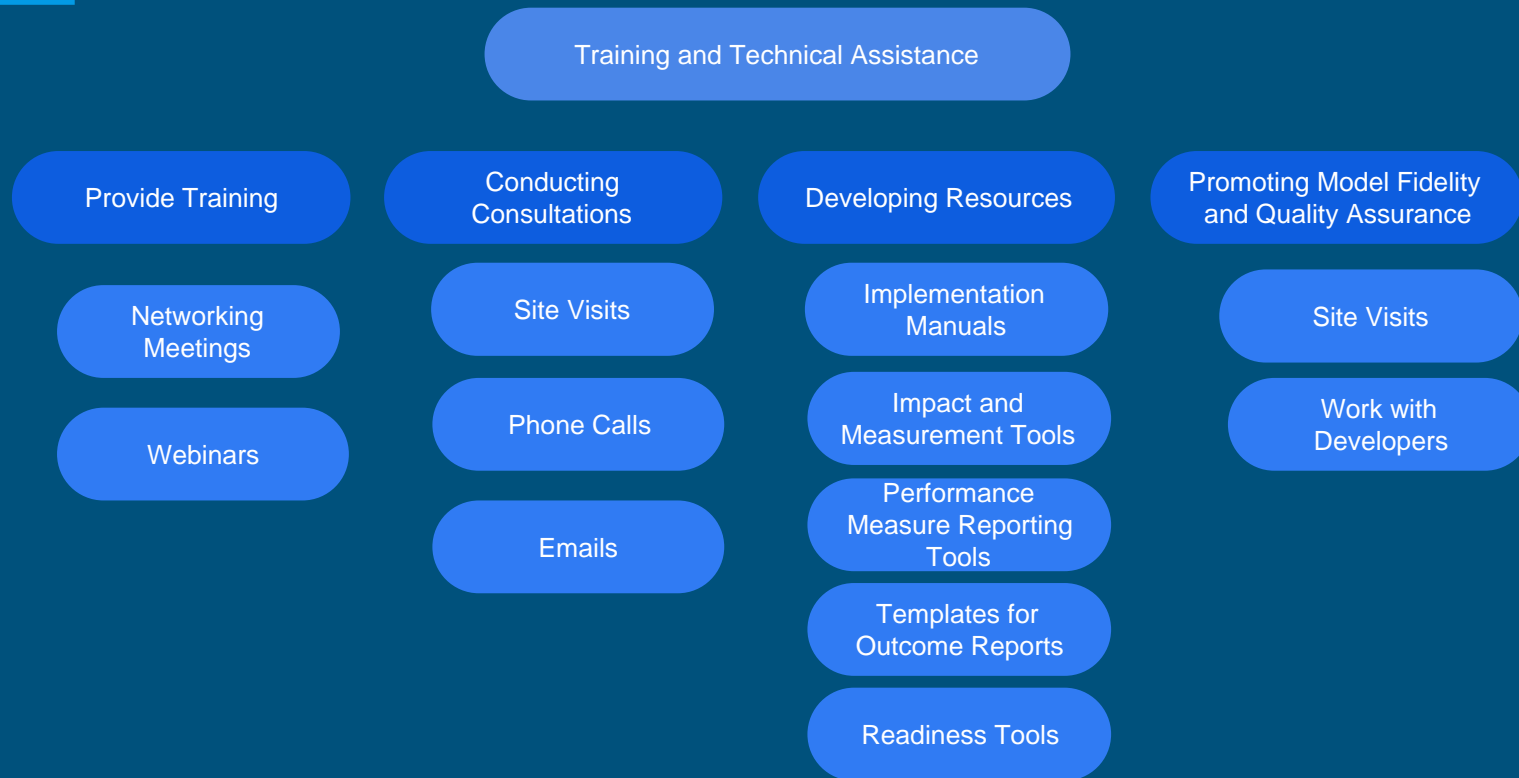 Training and Technical Assistance
Provide Training
Networking
Meetings
Webinars
Conducting
Consultations
Site Visits
Phone Calls
Emails
Developing Resources
Implementation
Manuals
Impact and
Measurement Tools
Performance
Measure Reporting
Tools
Templates for
Outcome Reports
Readiness Tools
Promoting Model Fidelity
and Quality Assurance
Site Visits
Work with
Developers